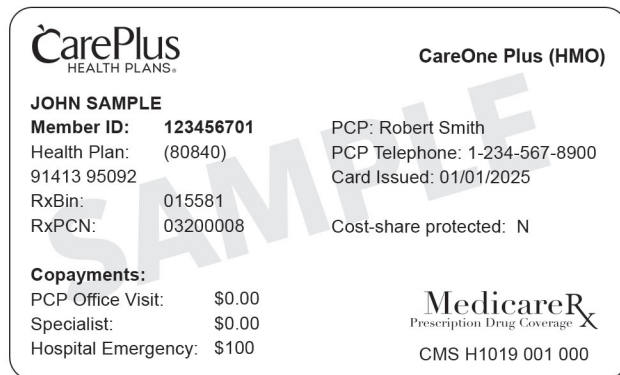 CarePlus
HEALTH PLANS®
CareOne Plus (HMO)
JOHN SAMPLE
Member ID: 123456701
Health Plan: (80840)
91413 95092
RxBin: 015581
RxPCN: 03200008
PCP: Robert Smith
PCP Telephone: 1-234-567-8900
Card Issued: 01/01/2025
Cost-share protected: N
SAMPLE
Copayments:
PCP Office Visit: $0.00
Specialist: $0.00
Hospital Emergency: $100
MedicareRx
Prescription Drug Coverage
CMS H1019 001 000